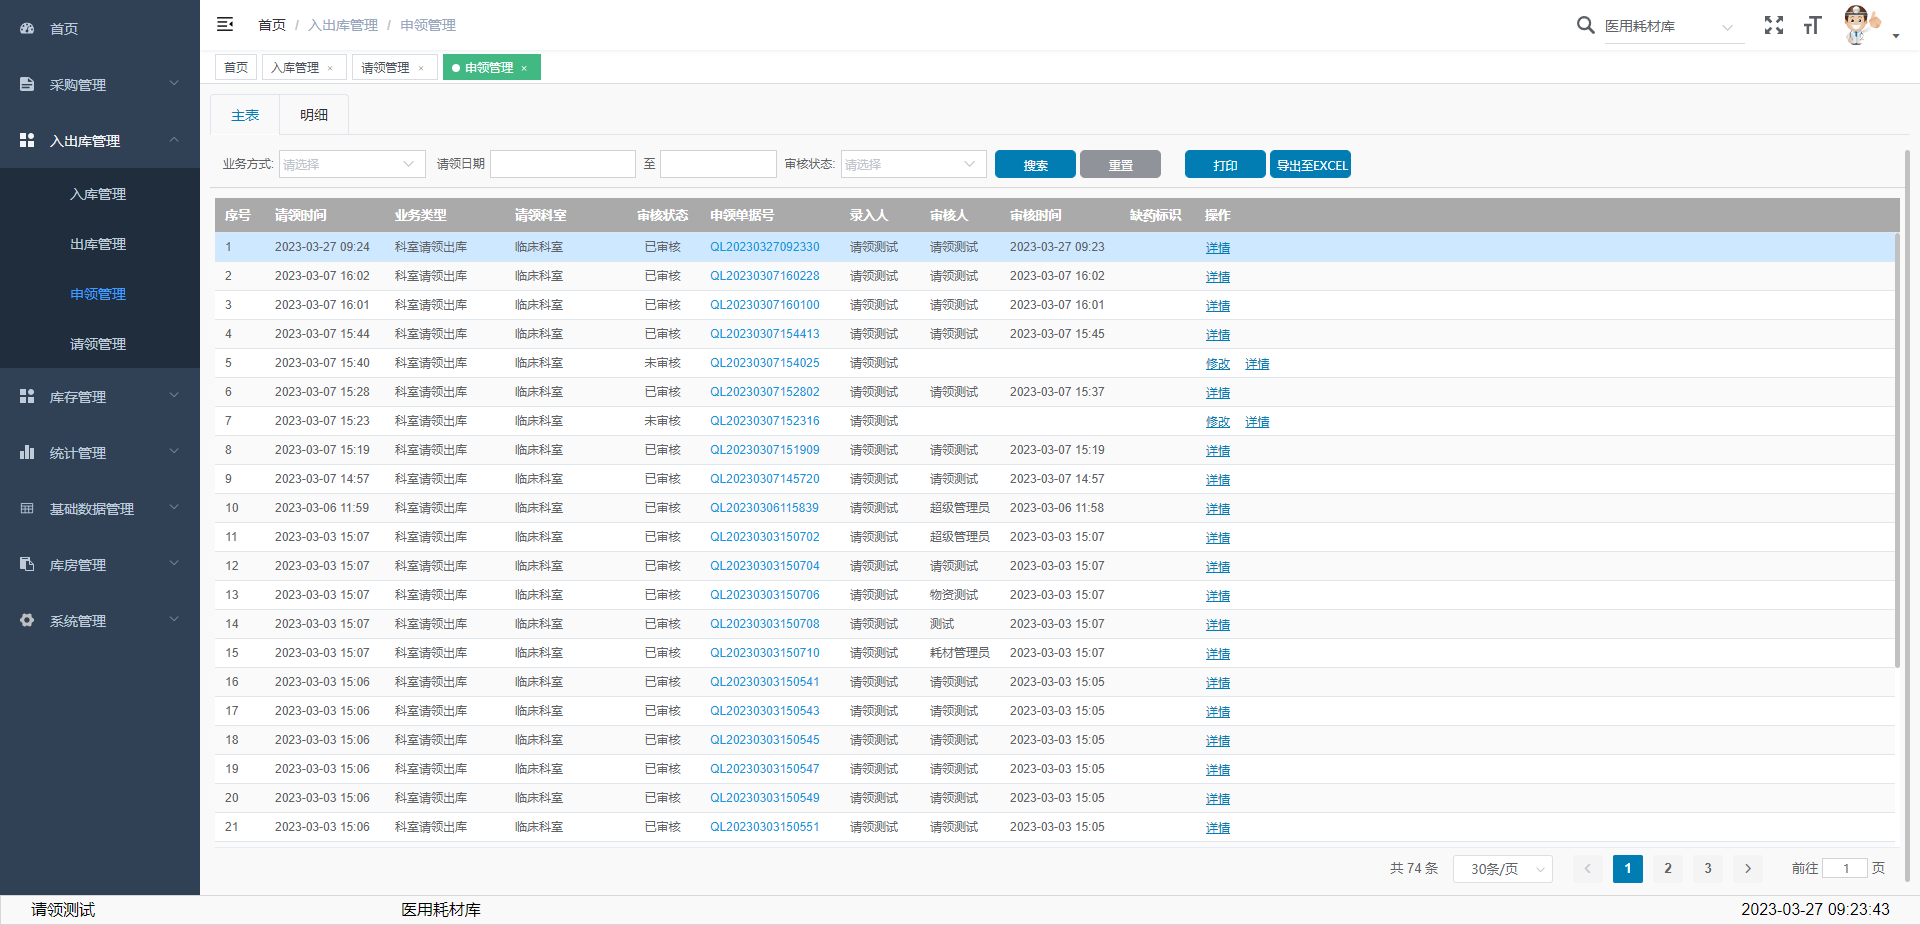 首页
采购管理
入出库管理
入库管理
出库管理
申领管理
请领管理
库存管理
统计管理
基础数据管理
库房管理
系统管理
首页 / 入出库管理 / 申领管理
医用耗材库
首页 入库管理 × 请领管理 × 申领管理 ×
主表 明细
业务方式: 请选择 请领日期 至 审核状态: 请选择 搜索 重置 打印 导出至EXCEL
序号 请领时间 业务类型 请领科室 审核状态 申领单据号 录入人 审核人 审核时间 缺药标识 操作
1 2023-03-27 09:24 科室请领出库 临床科室 已审核 QL20230327092330 请领测试 请领测试 2023-03-27 09:23 详情
2 2023-03-07 16:02 科室请领出库 临床科室 已审核 QL20230307160228 请领测试 请领测试 2023-03-07 16:02 详情
3 2023-03-07 16:01 科室请领出库 临床科室 已审核 QL20230307160100 请领测试 请领测试 2023-03-07 16:01 详情
4 2023-03-07 15:44 科室请领出库 临床科室 已审核 QL20230307154413 请领测试 请领测试 2023-03-07 15:45 详情
5 2023-03-07 15:40 科室请领出库 临床科室 未审核 QL20230307154025 请领测试 修改 详情
6 2023-03-07 15:28 科室请领出库 临床科室 已审核 QL20230307152802 请领测试 请领测试 2023-03-07 15:37 详情
7 2023-03-07 15:23 科室请领出库 临床科室 未审核 QL20230307152316 请领测试 修改 详情
8 2023-03-07 15:19 科室请领出库 临床科室 已审核 QL20230307151909 请领测试 请领测试 2023-03-07 15:19 详情
9 2023-03-07 14:57 科室请领出库 临床科室 已审核 QL20230307145720 请领测试 请领测试 2023-03-07 14:57 详情
10 2023-03-06 11:59 科室请领出库 临床科室 已审核 QL20230306115839 请领测试 超级管理员 2023-03-06 11:58 详情
11 2023-03-03 15:07 科室请领出库 临床科室 已审核 QL20230303150702 请领测试 超级管理员 2023-03-03 15:07 详情
12 2023-03-03 15:07 科室请领出库 临床科室 已审核 QL20230303150704 请领测试 请领测试 2023-03-03 15:07 详情
13 2023-03-03 15:07 科室请领出库 临床科室 已审核 QL20230303150706 请领测试 物资测试 2023-03-03 15:07 详情
14 2023-03-03 15:07 科室请领出库 临床科室 已审核 QL20230303150708 请领测试 测试 2023-03-03 15:07 详情
15 2023-03-03 15:07 科室请领出库 临床科室 已审核 QL20230303150710 请领测试 耗材管理员 2023-03-03 15:07 详情
16 2023-03-03 15:06 科室请领出库 临床科室 已审核 QL20230303150541 请领测试 请领测试 2023-03-03 15:05 详情
17 2023-03-03 15:06 科室请领出库 临床科室 已审核 QL20230303150543 请领测试 请领测试 2023-03-03 15:05 详情
18 2023-03-03 15:06 科室请领出库 临床科室 已审核 QL20230303150545 请领测试 请领测试 2023-03-03 15:05 详情
19 2023-03-03 15:06 科室请领出库 临床科室 已审核 QL20230303150547 请领测试 请领测试 2023-03-03 15:05 详情
20 2023-03-03 15:06 科室请领出库 临床科室 已审核 QL20230303150549 请领测试 请领测试 2023-03-03 15:05 详情
21 2023-03-03 15:06 科室请领出库 临床科室 已审核 QL20230303150551 请领测试 请领测试 2023-03-03 15:05 详情
共 74 条 30条/页 1 2 3 前往 1 页
请领测试 医用耗材库 2023-03-27 09:23:43